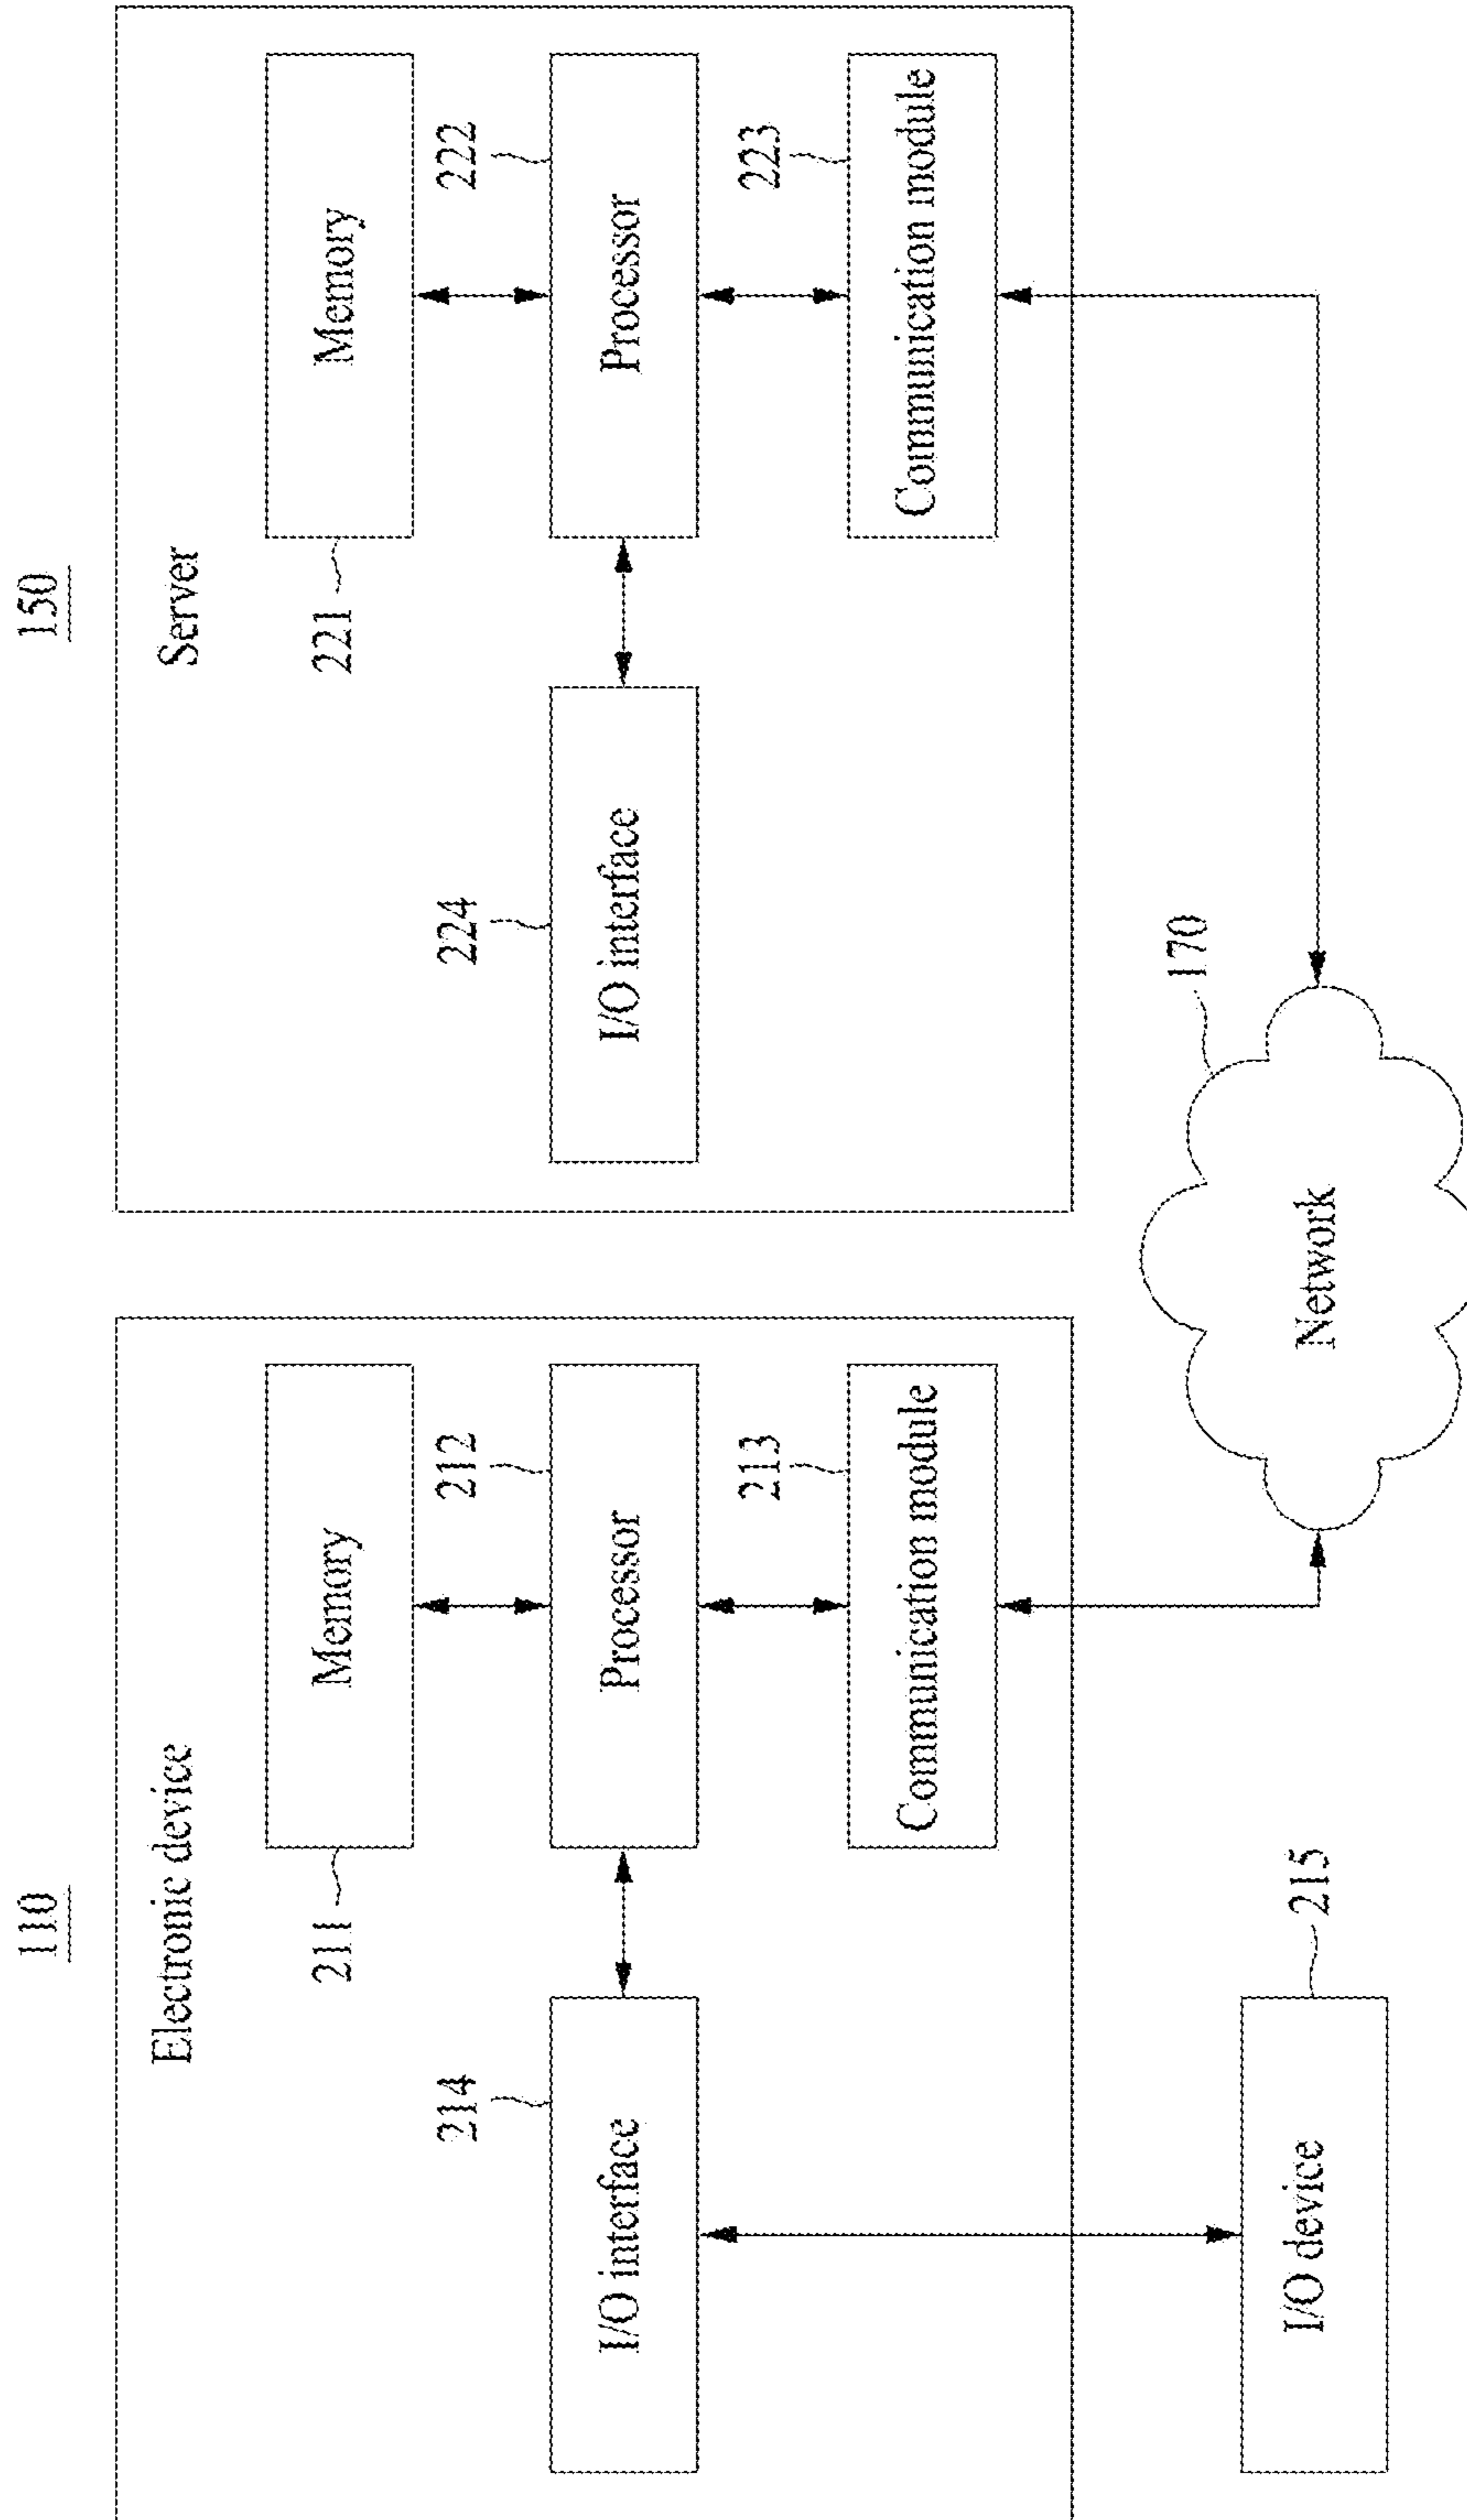 110
Electronic device
Memory
211
212
214
I/O interface
Processor
213
Communication module
215
I/O device
150
Server
Memory
221
222
224
I/O interface
Processor
223
Communication module
170
Network